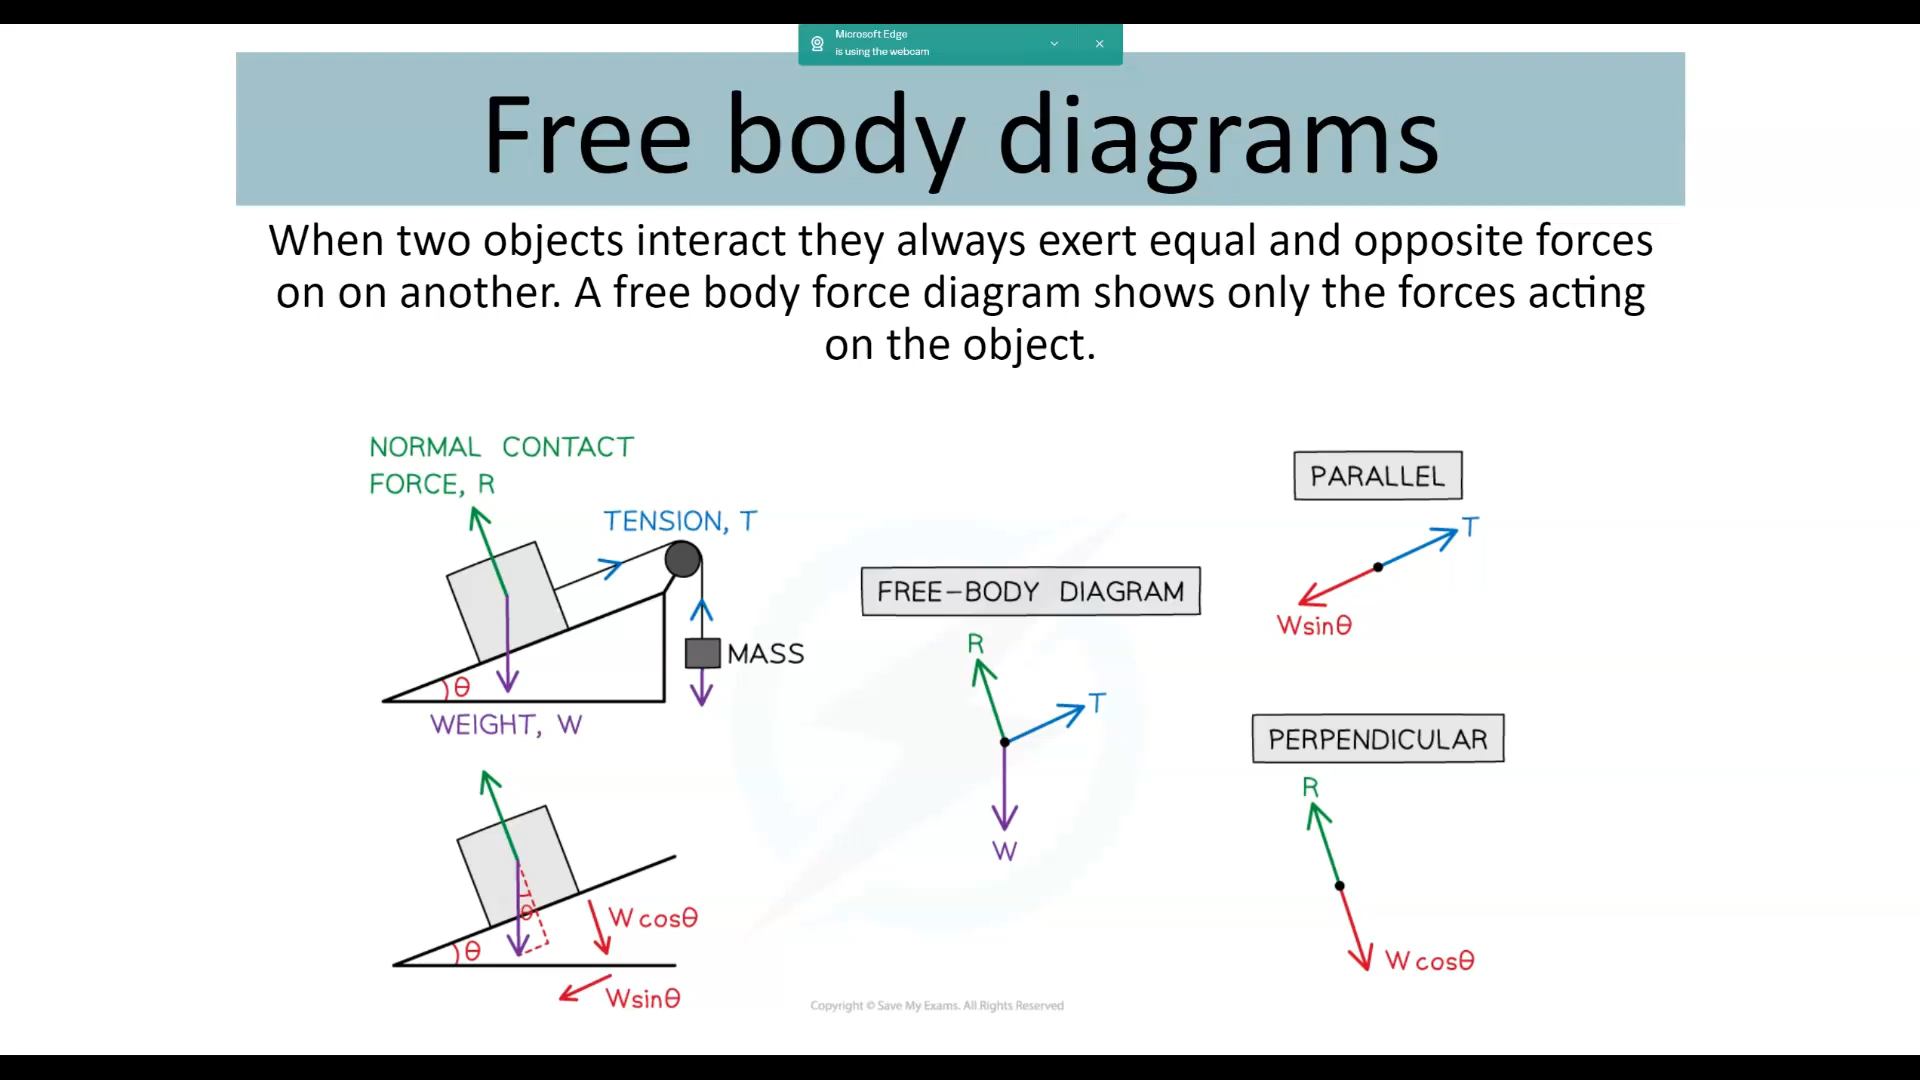 Microsoft Edge
is using the webcam
Free body diagrams
When two objects interact they always exert equal and opposite forces
on on another. A free body force diagram shows only the forces acting
on the object.
NORMAL CONTACT
FORCE, R
TENSION, T
MASS
θ
WEIGHT, W
θ
θ
W cosθ
Wsinθ
FREE-BODY DIAGRAM
R
T
W
PARALLEL
T
Wsinθ
PERPENDICULAR
R
W cosθ
Copyright © Save My Exams. All Rights Reserved